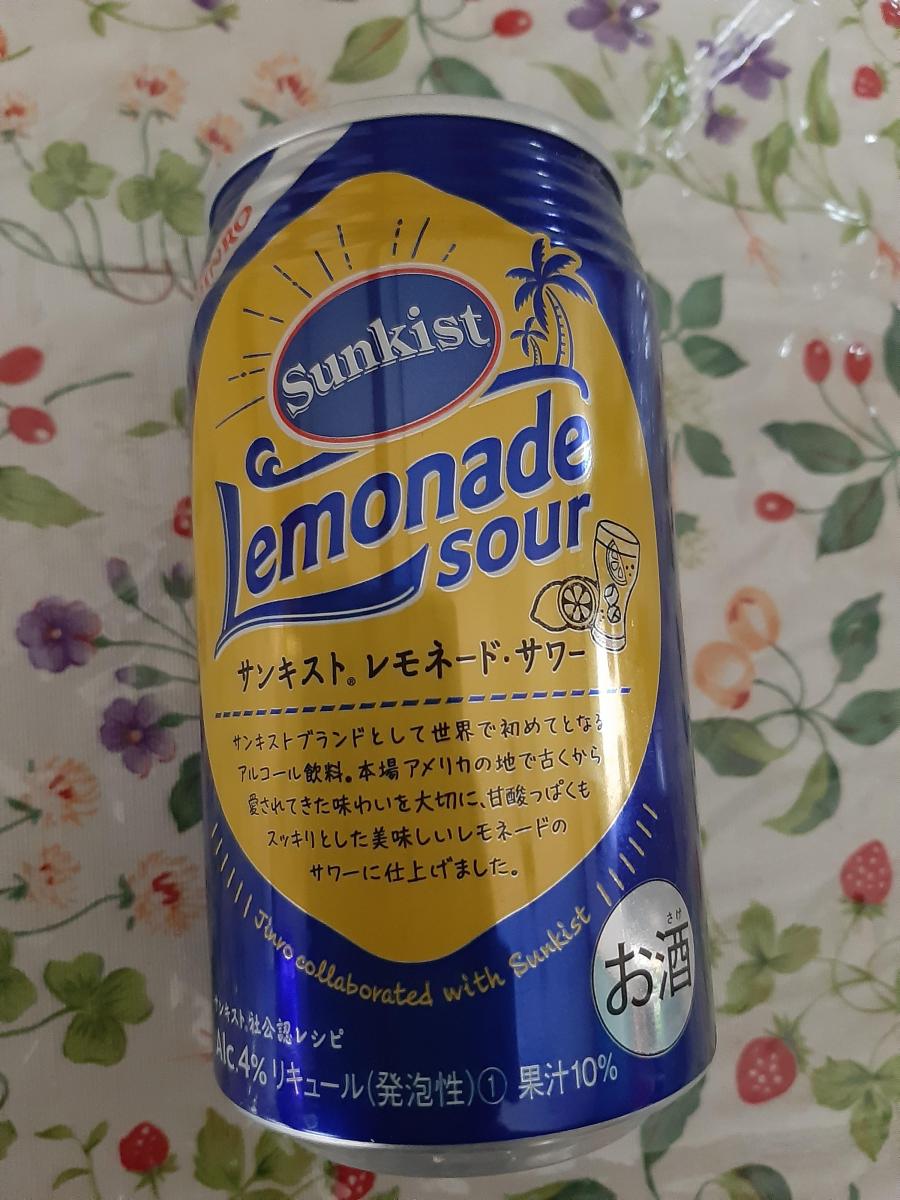 Sunkist
Lemonade
sour
サンキスト®レモネード・サワー
サンキストブランドとして世界で初めてとなる
アルコール飲料。本場アメリカの地で古くから
愛されてきた味わいを大切に、甘酸っぱくも
スッキリとした美味しいレモネードの
サワーに仕上げました。
Jinro collaborated with Sunkist
さけ
お酒
社公認レシピ
Alc.4% リキュール(発泡性)① 果汁10%